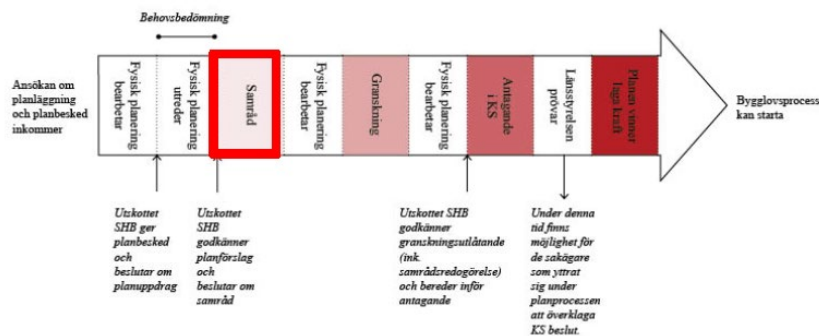 Behovsbedömning
Ansökan om
planläggning
och planbesked
inkommer
Fysisk planering
bearbetar
Fysisk planering
utreder
Samråd
Fysisk planering
bearbetar
Granskning
Fysisk planering
bearbetar
Antagande
i KS
Länsstyrelsen
prövar
Planen vinner
laga kraft
Bygglovsprocess
kan starta
Utskottet
SHB ger
planbesked
och
beslutar om
planuppdrag
Utskottet
SHB
godkänner
planförslag
och
beslutar om
samråd
Utskottet SHB
godkänner
granskningsutlåtande
(ink.
samrådsredogörelse)
och bereder inför
antagande
Under denna
tid finns
möjlighet för
de sakägare
som yttrat
sig under
planprocessen
att överklaga
KS beslut.